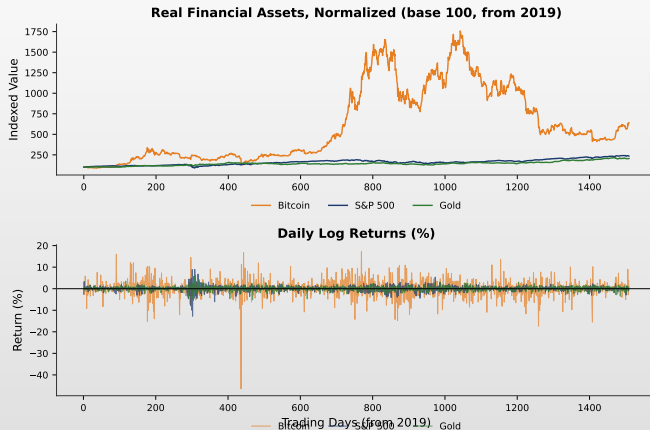 Real Financial Assets, Normalized (base 100, from 2019)
Indexed Value
1750
1500
1250
1000
750
500
250
0 200 400 600 800 1000 1200 1400
Bitcoin S&P 500 Gold
Daily Log Returns (%)
Return (%)
20
10
0
−10
−20
−30
−40
0 200 400 600 800 1000 1200 1400
Trading Days (from 2019)
Bitcoin S&P 500 Gold